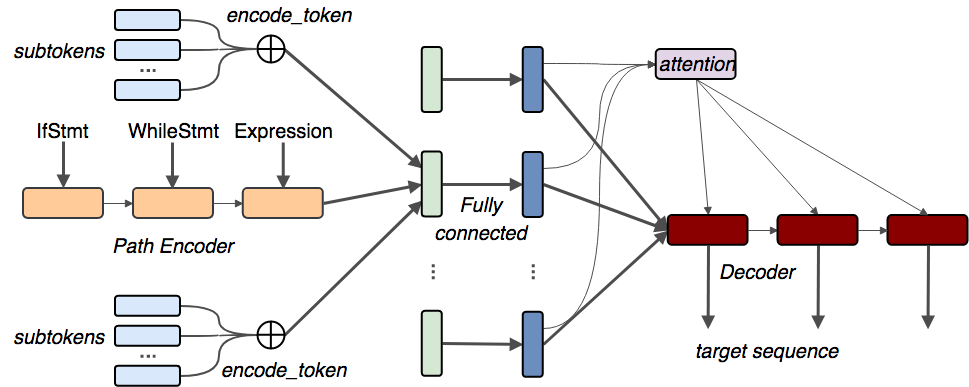 encode_token
subtokens
...
attention
IfStmt
WhileStmt
Expression
Path Encoder
Fully
connected
...
...
Decoder
subtokens
...
encode_token
target sequence